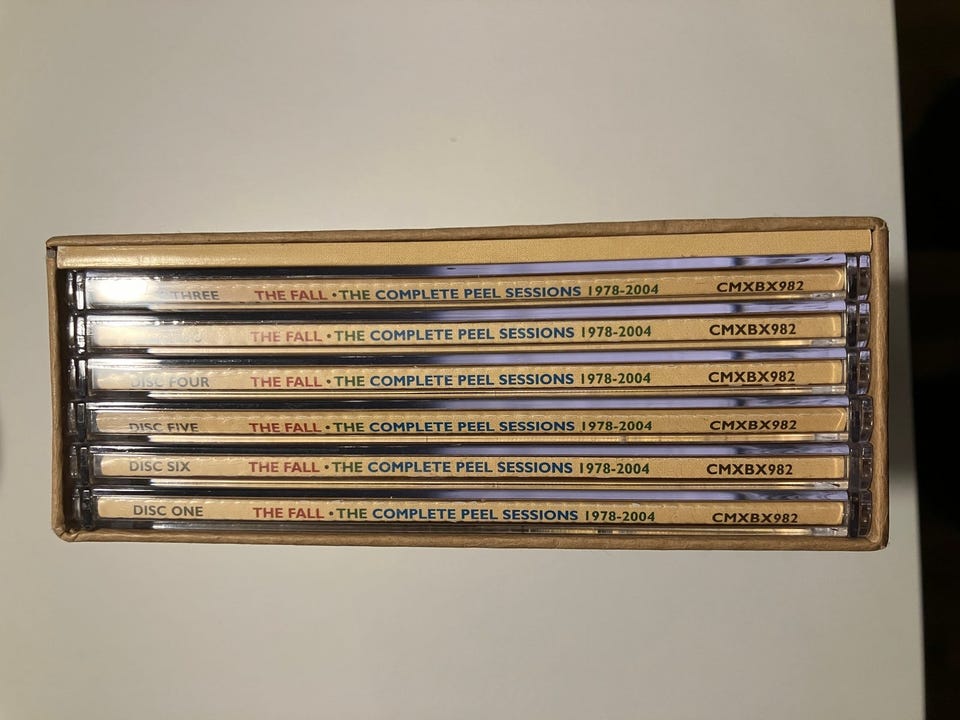 THREE THE FALL • THE COMPLETE PEEL SESSIONS 1978-2004 CMXBX982
THE FALL • THE COMPLETE PEEL SESSIONS 1978-2004 CMXBX982
DISC FOUR THE FALL • THE COMPLETE PEEL SESSIONS 1978-2004 CMXBX982
DISC FIVE THE FALL • THE COMPLETE PEEL SESSIONS 1978-2004 CMXBX982
DISC SIX THE FALL • THE COMPLETE PEEL SESSIONS 1978-2004 CMXBX982
DISC ONE THE FALL • THE COMPLETE PEEL SESSIONS 1978-2004 CMXBX982